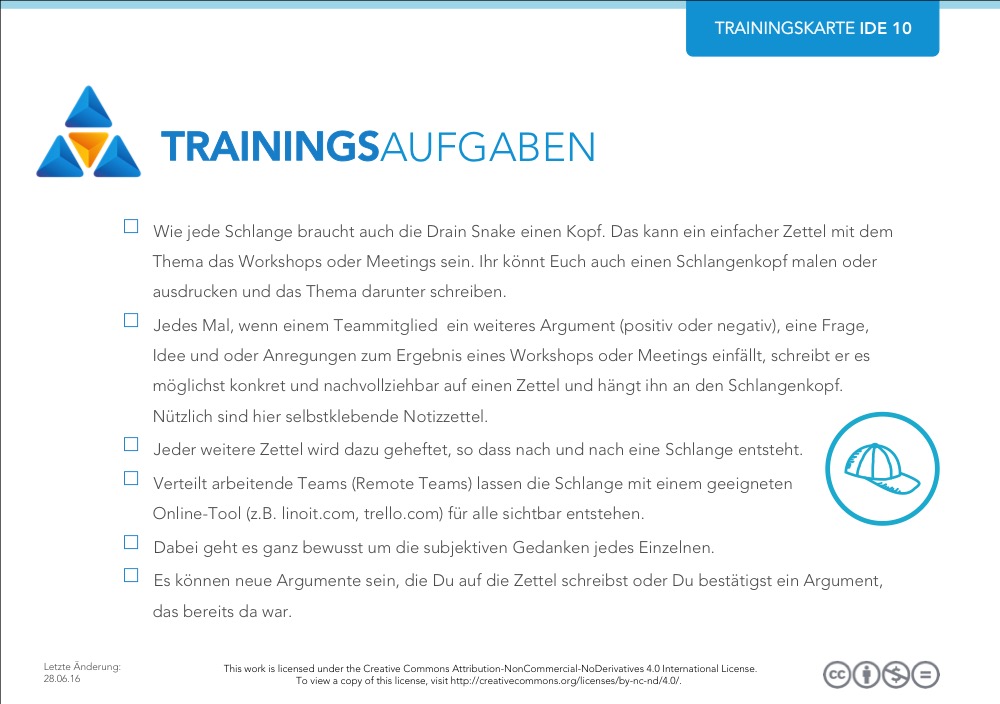 TRAININGSKARTE IDE 10
TRAININGSAUFGABEN
Wie jede Schlange braucht auch die Drain Snake einen Kopf. Das kann ein einfacher Zettel mit dem
Thema das Workshops oder Meetings sein. Ihr könnt Euch auch einen Schlangenkopf malen oder
ausdrucken und das Thema darunter schreiben.
Jedes Mal, wenn einem Teammitglied  ein weiteres Argument (positiv oder negativ), eine Frage,
Idee und oder Anregungen zum Ergebnis eines Workshops oder Meetings einfällt, schreibt er es
möglichst konkret und nachvollziehbar auf einen Zettel und hängt ihn an den Schlangenkopf.
Nützlich sind hier selbstklebende Notizzettel.
Jeder weitere Zettel wird dazu geheftet, so dass nach und nach eine Schlange entsteht.
Verteilt arbeitende Teams (Remote Teams) lassen die Schlange mit einem geeigneten
Online-Tool (z.B. linoit.com, trello.com) für alle sichtbar entstehen.
Dabei geht es ganz bewusst um die subjektiven Gedanken jedes Einzelnen.
Es können neue Argumente sein, die Du auf die Zettel schreibst oder Du bestätigst ein Argument,
das bereits da war.
Letzte Änderung:
28.06.16
This work is licensed under the Creative Commons Attribution-NonCommercial-NoDerivatives 4.0 International License.
To view a copy of this license, visit http://creativecommons.org/licenses/by-nc-nd/4.0/.
cc